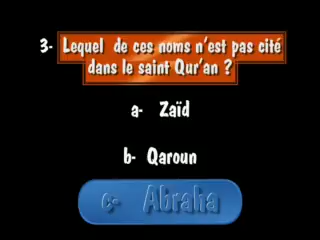 3- Lequel de ces noms n'est pas cité
dans le saint Qur'an ?
a- Zaïd
b- Qaroun
c- Abraha